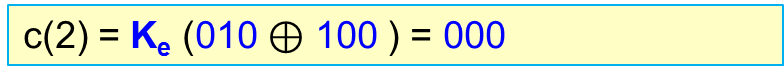 c(2) = Ke (010 ⊕ 100 ) = 000